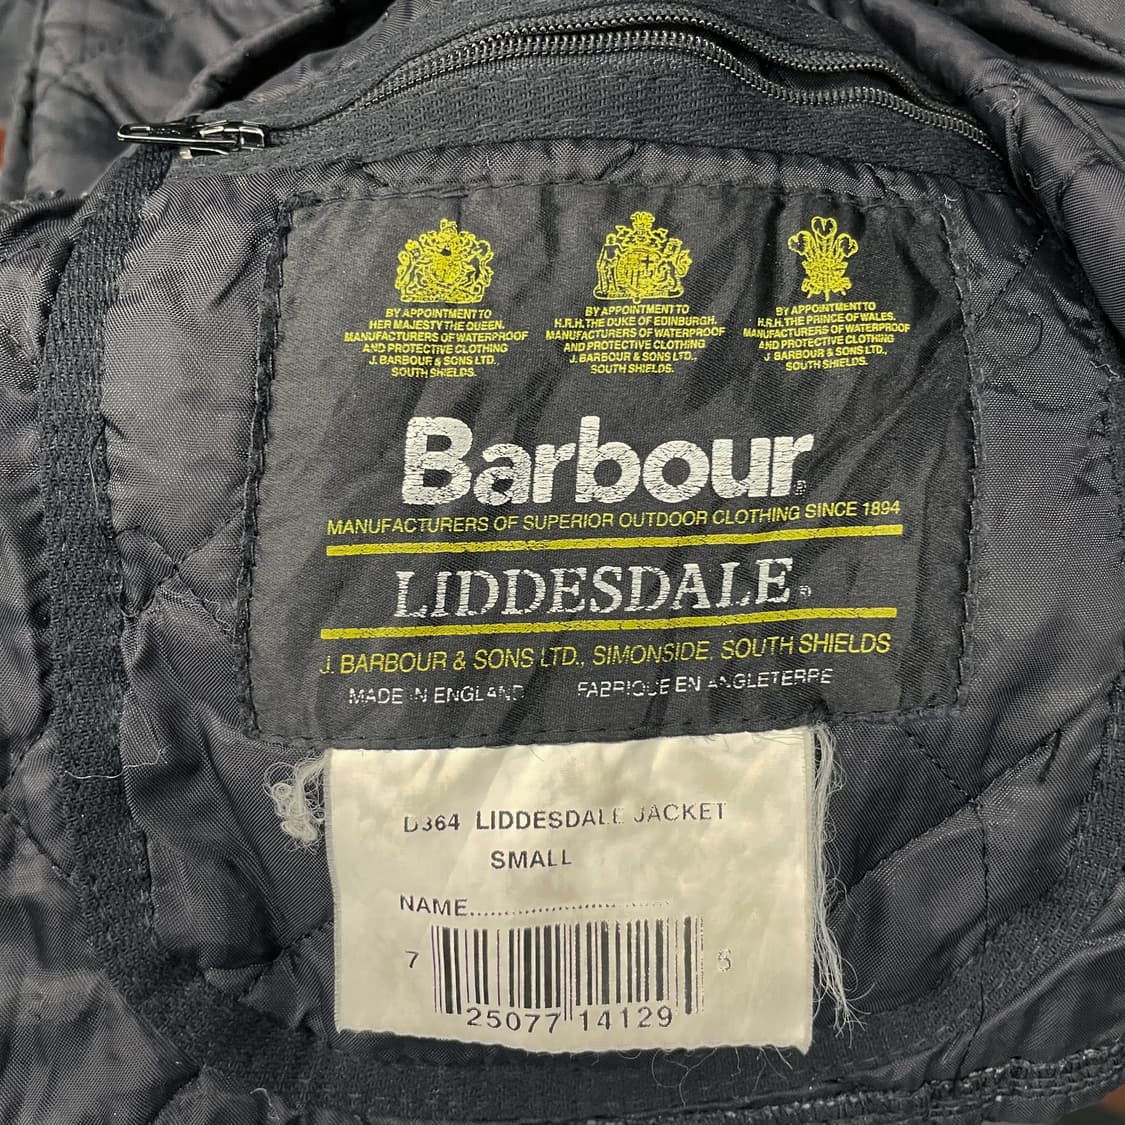 BY APPOINTMENT TO
HER MAJESTY THE QUEEN.
MANUFACTURERS OF WATERPROOF
AND PROTECTIVE CLOTHING
J. BARBOUR & SONS LTD.,
SOUTH SHIELDS.
BY APPOINTMENT TO
H.R.H. THE DUKE OF EDINBURGH.
MANUFACTURERS OF WATERPROOF
AND PROTECTIVE CLOTHING
J. BARBOUR & SONS LTD.,
SOUTH SHIELDS.
BY APPOINTMENT TO
H.R.H. THE PRINCE OF WALES.
MANUFACTURERS OF WATERPROOF
AND PROTECTIVE CLOTHING
J. BARBOUR & SONS LTD.,
SOUTH SHIELDS.
Barbour®
MANUFACTURERS OF SUPERIOR OUTDOOR CLOTHING SINCE 1894
LIDDESDALE®
J. BARBOUR & SONS LTD., SIMONSIDE, SOUTH SHIELDS
MADE IN ENGLAND FABRIQUE EN ANGLETERRE
D364 LIDDESDALE JACKET
SMALL
NAME..............................
7 25077 14129